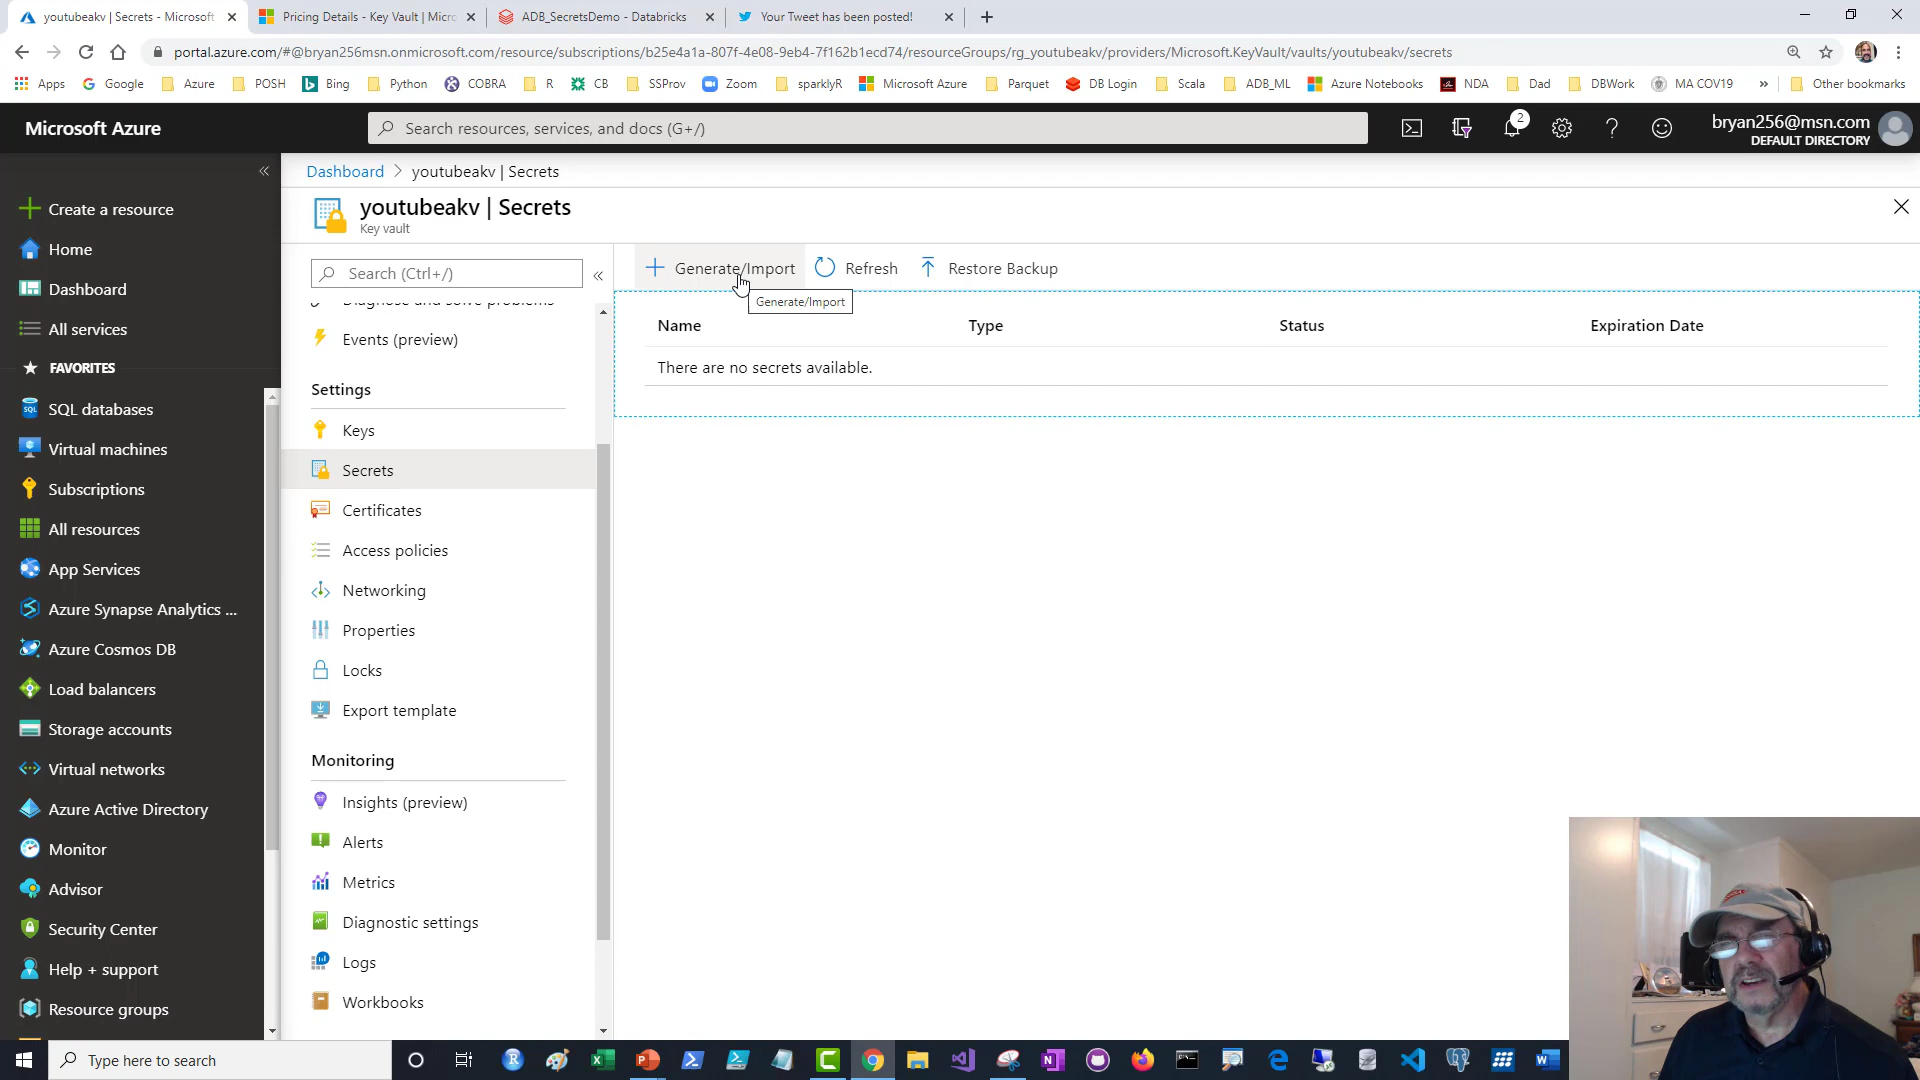 youtubeakv | Secrets - Microsoft
Pricing Details - Key Vault | Micr
ADB_SecretsDemo - Databricks
Your Tweet has been posted!
portal.azure.com/#@bryan256msn.onmicrosoft.com/resource/subscriptions/b25e4a1a-807f-4e08-9eb4-7f162b1ecd74/resourceGroups/rg_youtubeakv/providers/Microsoft.KeyVault/vaults/youtubeakv/secrets
Apps Google Azure POSH Bing Python COBRA R CB SSProv Zoom sparklyR Microsoft Azure Parquet DB Login Scala ADB_ML Azure Notebooks NDA Dad DBWork MA COV19 » Other bookmarks
Microsoft Azure
Search resources, services, and docs (G+/)
2
bryan256@msn.com
DEFAULT DIRECTORY
Create a resource
Home
Dashboard
All services
FAVORITES
SQL databases
Virtual machines
Subscriptions
All resources
App Services
Azure Synapse Analytics ...
Azure Cosmos DB
Load balancers
Storage accounts
Virtual networks
Azure Active Directory
Monitor
Advisor
Security Center
Help + support
Resource groups
Dashboard > youtubeakv | Secrets
youtubeakv | Secrets
Key vault
Search (Ctrl+/)
Diagnose and solve problems
Events (preview)
Settings
Keys
Secrets
Certificates
Access policies
Networking
Properties
Locks
Export template
Monitoring
Insights (preview)
Alerts
Metrics
Diagnostic settings
Logs
Workbooks
Generate/Import Refresh Restore Backup
Generate/Import
Name Type Status Expiration Date
There are no secrets available.
Type here to search